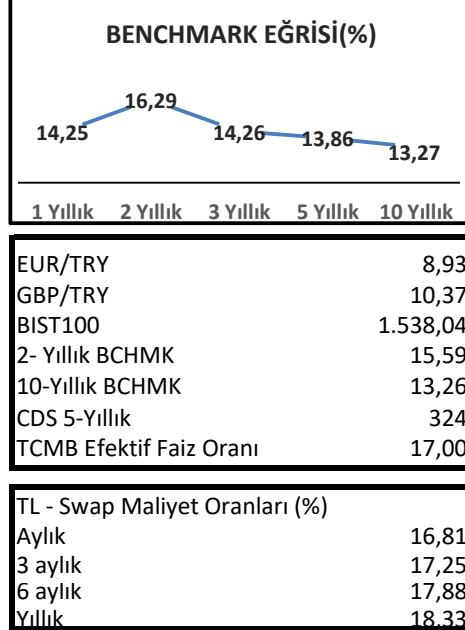 BENCHMARK EĞRİSİ(%)
14,25 16,29 14,26 13,86 13,27
1 Yıllık 2 Yıllık 3 Yıllık 5 Yıllık 10 Yıllık
EUR/TRY 8,93
GBP/TRY 10,37
BIST100 1.538,04
2- Yıllık BCHMK 15,59
10-Yıllık BCHMK 13,26
CDS 5-Yıllık 324
TCMB Efektif Faiz Oranı 17,00
TL - Swap Maliyet Oranları (%)
Aylık 16,81
3 aylık 17,25
6 aylık 17,88
Yıllık 18,33